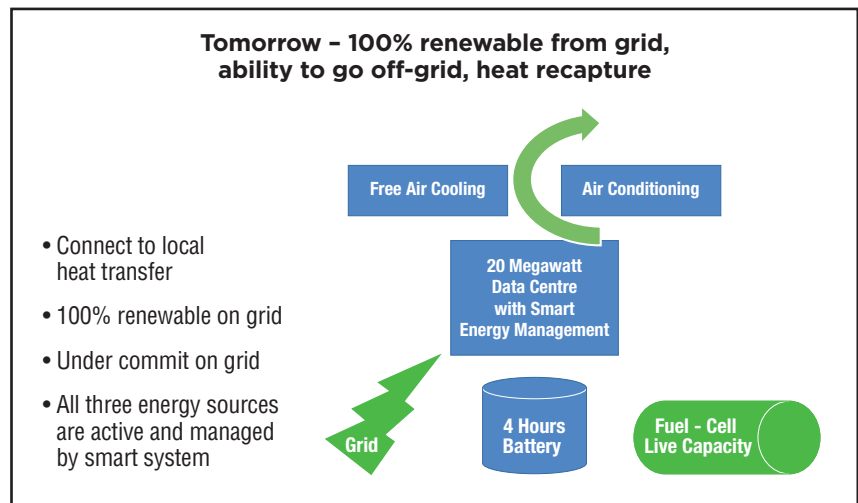 Tomorrow – 100% renewable from grid,
ability to go off-grid, heat recapture
Free Air Cooling
Air Conditioning
• Connect to local
heat transfer
• 100% renewable on grid
• Under commit on grid
• All three energy sources
are active and managed
by smart system
20 Megawatt
Data Centre
with Smart
Energy Management
Grid
4 Hours
Battery
Fuel - Cell
Live Capacity